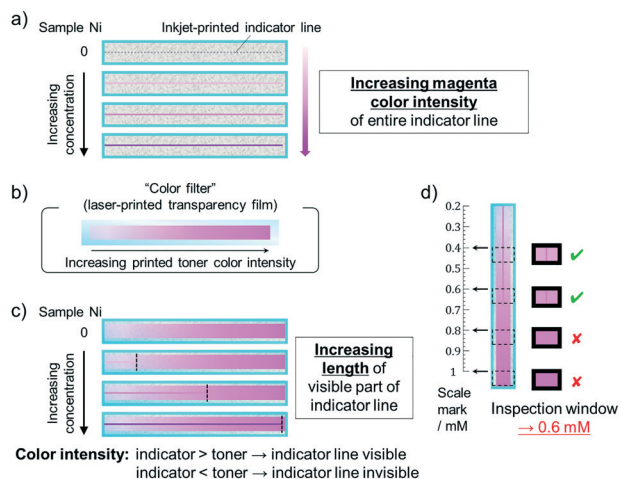 a)
Sample Ni
Inkjet-printed indicator line
0
Increasing
concentration
Increasing magenta
color intensity
of entire indicator line
b)
"Color filter"
(laser-printed transparency film)
Increasing printed toner color intensity
c)
Sample Ni
0
Increasing
concentration
Increasing
length of
visible part of
indicator line
Color intensity: indicator > toner → indicator line visible
indicator < toner → indicator line invisible
d)
0.2
0.3
0.4
0.5
0.6
0.7
0.8
0.9
1
✓
✓
✘
✘
Scale
mark
/ mM
Inspection window
→ 0.6 mM